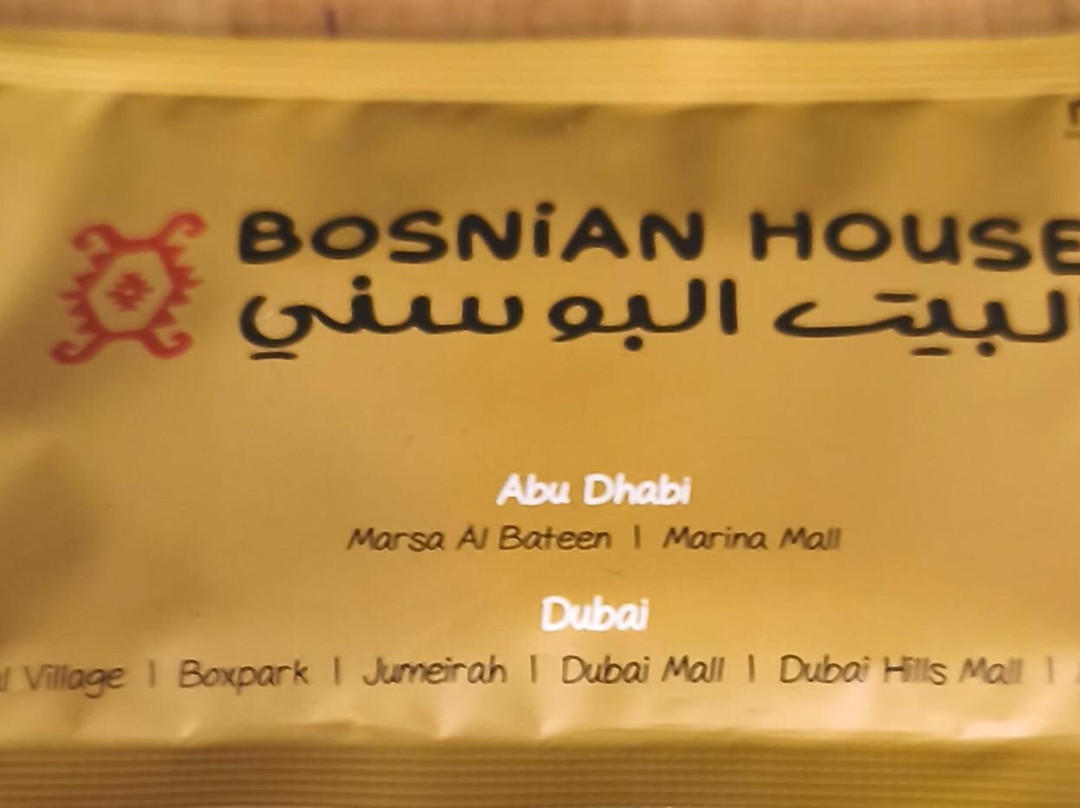 BOSNiAN HOUSE
البيت البوسني
Abu Dhabi
Marsa Al Bateen | Marina Mall
Dubai
Village | Boxpark | Jumeirah | Dubai Mall | Dubai Hills Mall |